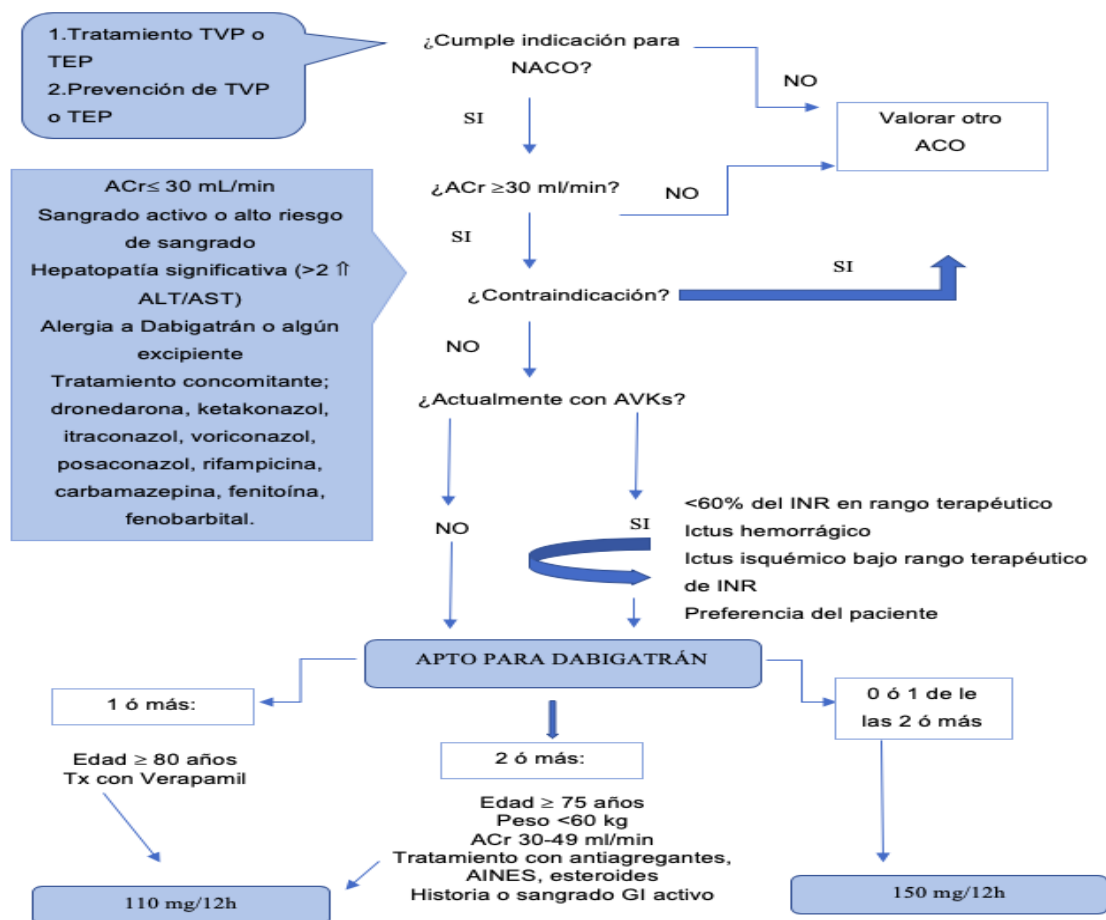 1.Tratamiento TVP o
TEP
2.Prevención de TVP
o TEP
¿Cumple indicación para
NACO?
NO
SI
Valorar otro
ACO
ACr≤ 30 mL/min
Sangrado activo o alto riesgo
de sangrado
Hepatopatía significativa (>2 ⇑
ALT/AST)
Alergia a Dabigatrán o algún
excipiente
Tratamiento concomitante;
dronedarona, ketakonazol,
itraconazol, voriconazol,
posaconazol, rifampicina,
carbamazepina, fenitoína,
fenobarbital.
¿ACr ≥30 ml/min?
NO
SI
SI
¿Contraindicación?
NO
¿Actualmente con AVKs?
NO
SI
<60% del INR en rango terapéutico
Ictus hemorrágico
Ictus isquémico bajo rango terapéutico
de INR
Preferencia del paciente
APTO PARA DABIGATRÁN
1 ó más:
Edad ≥ 80 años
Tx con Verapamil
2 ó más:
Edad ≥ 75 años
Peso <60 kg
ACr 30-49 ml/min
Tratamiento con antiagregantes,
AINES, esteroides
Historia o sangrado GI activo
0 ó 1 de le
las 2 ó más
110 mg/12h
150 mg/12h